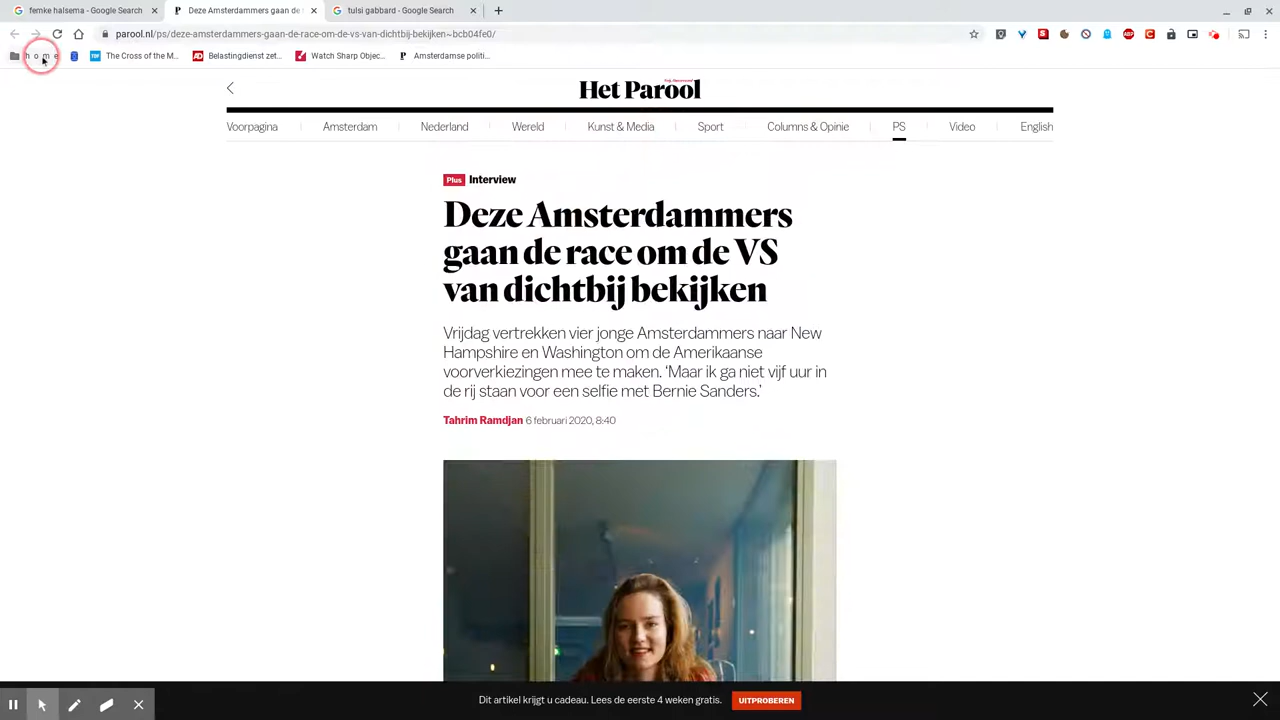 femke halsema - Google Search
Deze Amsterdammers gaan de
tulsi gabbard - Google Search
parool.nl/ps/deze-amsterdammers-gaan-de-race-om-de-vs-van-dichtbij-bekijken~bcb04fe0/
h o m e
The Cross of the M...
Belastingdienst zet...
Watch Sharp Objec...
Amsterdamse politi...
Het Parool
Voorpagina
Amsterdam
Nederland
Wereld
Kunst & Media
Sport
Columns & Opinie
PS
Video
English
Plus Interview
Deze Amsterdammers
gaan de race om de VS
van dichtbij bekijken
Vrijdag vertrekken vier jonge Amsterdammers naar New
Hampshire en Washington om de Amerikaanse
voorverkiezingen mee te maken. ‘Maar ik ga niet vijf uur in
de rij staan voor een selfie met Bernie Sanders.’
Tahrim Ramdjan 6 februari 2020, 8:40
Dit artikel krijgt u cadeau. Lees de eerste 4 weken gratis.
UITPROBEREN